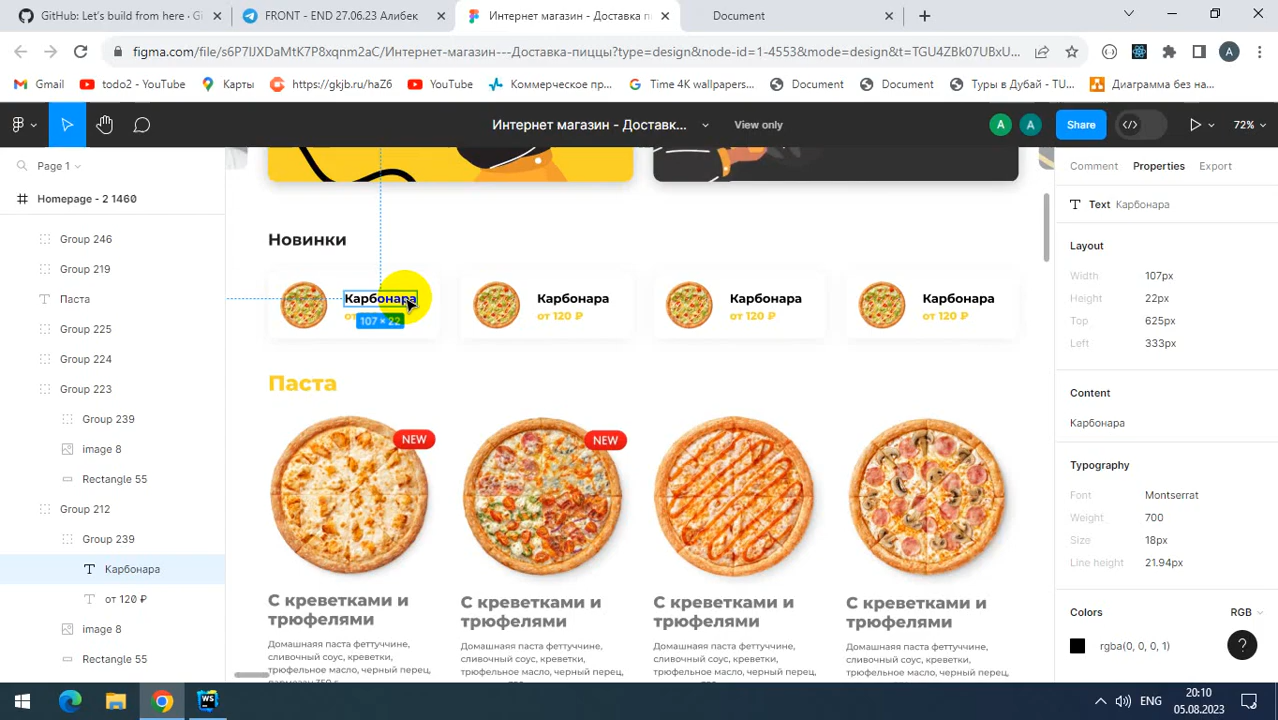 GitHub: Let's build from here · Gi
FRONT - END 27.06.23 Алибек
Интернет магазин - Доставка п
Document
figma.com/file/s6P7IJXDaMtK7P8xqnm2aC/Интернет-магазин---Доставка-пиццы?type=design&node-id=1-4553&mode=design&t=TGU4ZBk07UBxU...
A
Gmail
todo2 - YouTube
Карты
https://gkjb.ru/haZ6
YouTube
Коммерческое пр...
Time 4K wallpapers...
Document
Document
Туры в Дубай - TU...
Диаграмма без на...
Интернет магазин - Доставк...
View only
A
A
Share
72%
Page 1
Homepage - 2 1460
Group 246
Group 219
Паста
Group 225
Group 224
Group 223
Group 239
image 8
Rectangle 55
Group 212
Group 239
Карбонара
от 120 ₽
image 8
Rectangle 55
Новинки
Карбонара
от
107 × 22
Карбонара
от 120 ₽
Карбонара
от 120 ₽
Карбонара
от 120 ₽
Паста
NEW
NEW
С креветками и
трюфелями
Домашнаяя паста феттуччине,
сливочный соус, креветки,
трюфельное масло, черный перец,
С креветками и
трюфелями
Домашнаяя паста феттуччине,
сливочный соус, креветки,
трюфельное масло, черный перец,
С креветками и
трюфелями
Домашнаяя паста феттуччине,
сливочный соус, креветки,
трюфельное масло, черный перец,
С креветками и
трюфелями
Домашнаяя паста феттуччине,
сливочный соус, креветки,
трюфельное масло, черный перец,
Comment
Properties
Export
Text Карбонара
Layout
Width 107px
Height 22px
Top 625px
Left 333px
Content
Карбонара
Typography
Font Montserrat
Weight 700
Size 18px
Line height 21.94px
Colors
RGB
rgba(0, 0, 0, 1)
?
WS
ENG
20:10
05.08.2023